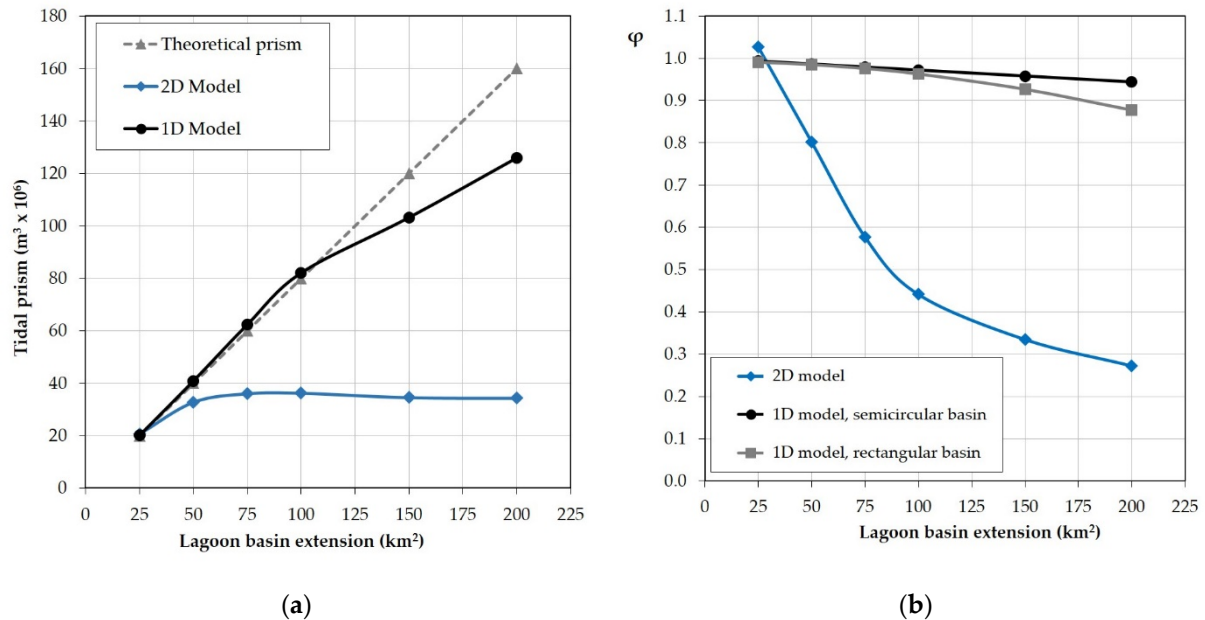 180
160
140
120
100
80
60
40
20
0
Tidal prism (m³ x 10⁶)
Theoretical prism
2D Model
1D Model
0 25 50 75 100 125 150 175 200 225
Lagoon basin extension (km²)
(a)
φ
1.1
1.0
0.9
0.8
0.7
0.6
0.5
0.4
0.3
0.2
0.1
0.0
2D model
1D model, semicircular basin
1D model, rectangular basin
0 25 50 75 100 125 150 175 200 225
Lagoon basin extension (km²)
(b)